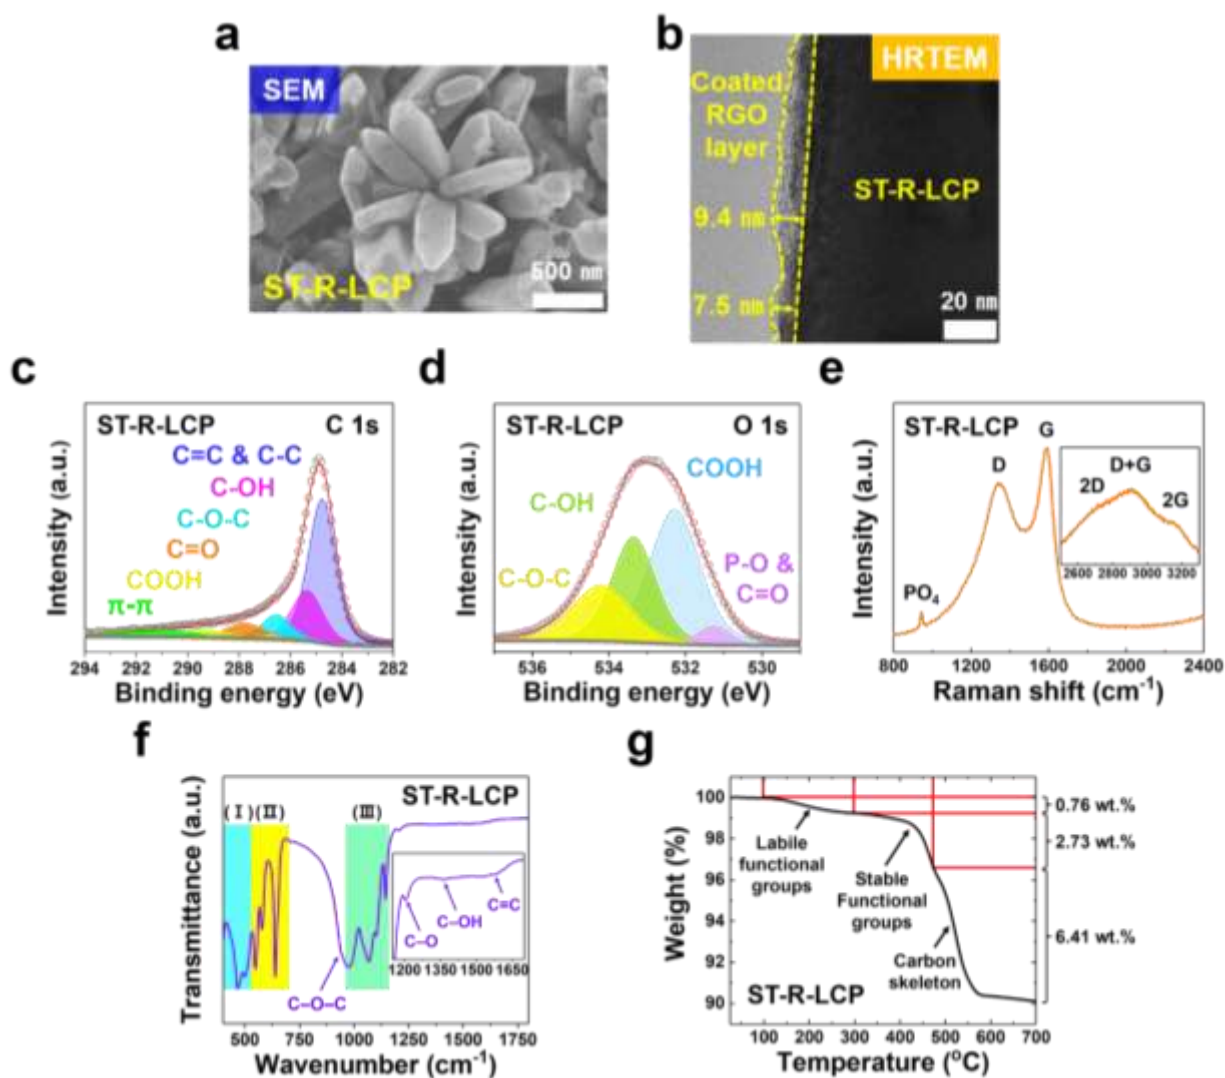 a
SEM
ST-R-LCP
500 nm
b
HRTEM
Coated
RGO
layer
ST-R-LCP
9.4 nm
7.5 nm
20 nm
c
ST-R-LCP
C 1s
C=C & C-C
C-OH
C-O-C
C=O
COOH
π-π
Intensity (a.u.)
294 292 290 288 286 284 282
Binding energy (eV)
d
ST-R-LCP
O 1s
COOH
C-OH
C-O-C
P-O &
C=O
Intensity (a.u.)
536 534 532 530
Binding energy (eV)
e
ST-R-LCP
G
D
PO4
D+G
2D
2G
2600 2800 3000 3200
Intensity (a.u.)
800 1200 1600 2000 2400
Raman shift (cm-1)
f
ST-R-LCP
(I) (II) (III)
C-O-C
C-O
C-OH
C=C
1200 1350 1500 1650
Transmittance (a.u.)
500 750 1000 1250 1500 1750
Wavenumber (cm-1)
g
100
98
96
94
92
90
Weight (%)
Labile
functional
groups
Stable
Functional
groups
Carbon
skeleton
0.76 wt.%
2.73 wt.%
6.41 wt.%
ST-R-LCP
100 200 300 400 500 600 700
Temperature (oC)